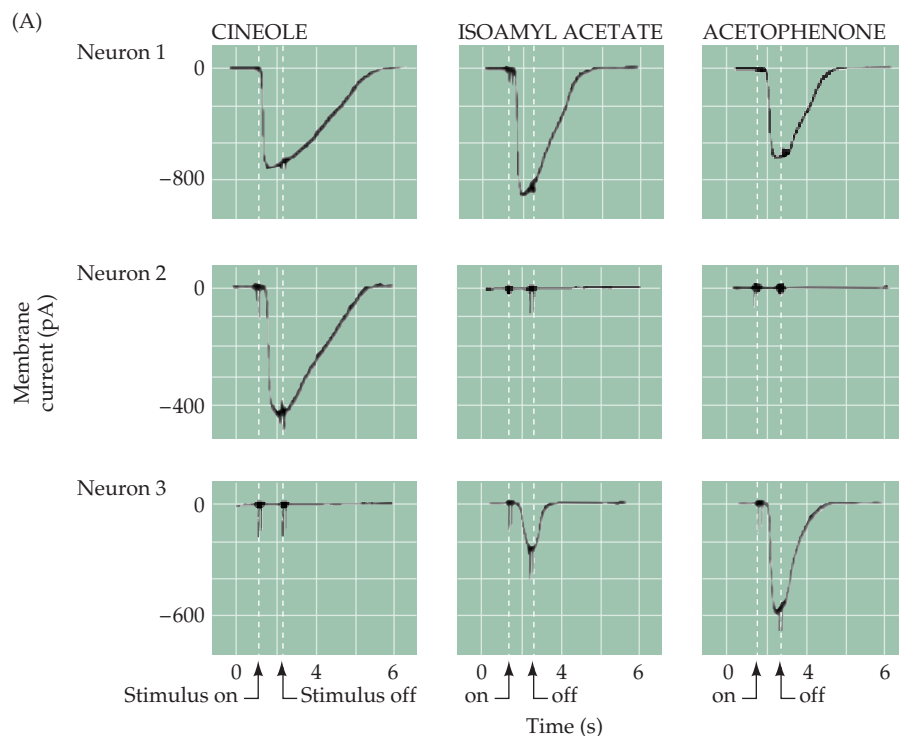 (A)
CINEOLE
ISOAMYL ACETATE
ACETOPHENONE
Neuron 1
0
−800
Neuron 2
0
−400
Membrane
current (pA)
Neuron 3
0
−600
0 4 6
0 4 6
0 4 6
Stimulus on
Stimulus off
on
off
on
off
Time (s)